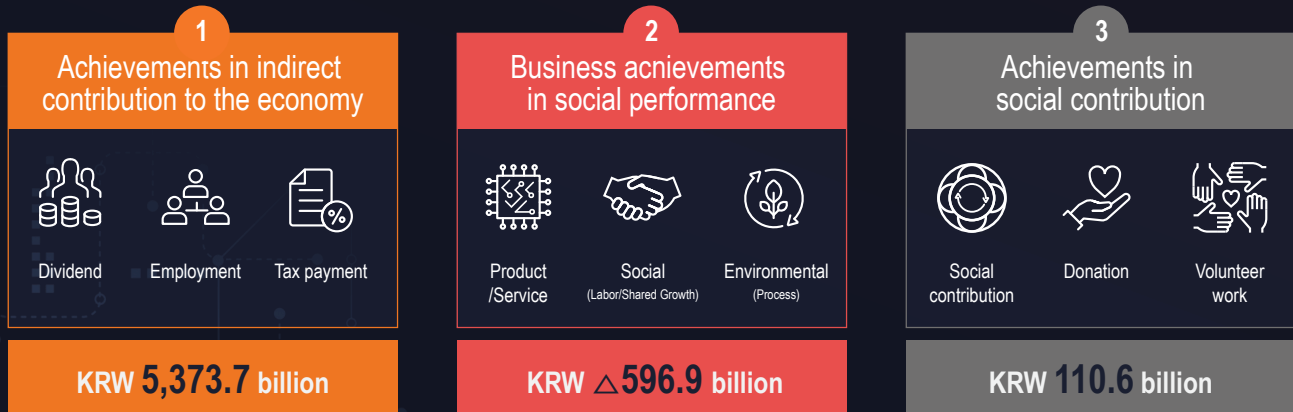 1
Achievements in indirect
contribution to the economy
Dividend
Employment
Tax payment
KRW 5,373.7 billion
2
Business acnievements
in social performance
Product
/Service
Social
(Labor/Shared Growth)
Environmental
(Process)
KRW △596.9 billion
3
Achievements in
social contribution
Social
contribution
Donation
Volunteer
work
KRW 110.6 billion